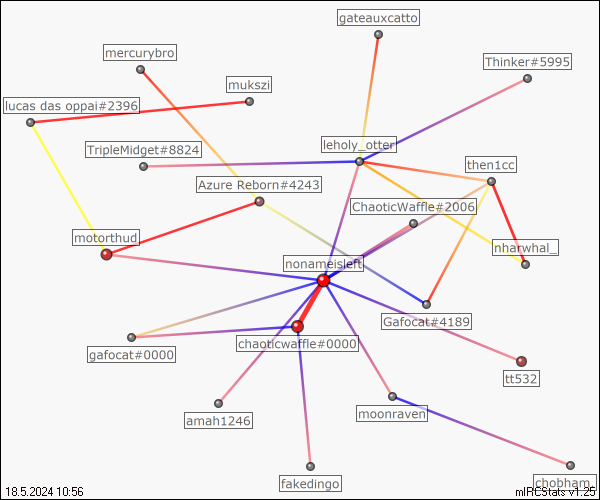 gateauxcatto
mercurybro
Thinker#5995
mukszi
lucas das oppai#2396
leholy_otter
TripleMidget#8824
then1cc
Azure Reborn#4243
ChaoticWaffle#2006
motorthud
nharwhal_
nonameisleft
Gafocat#4189
chaoticwaffle#0000
gafocat#0000
tt532
moonraven
amah1246
fakedingo
chobham_
18.5.2024 10:56
mIRCStats v1.25